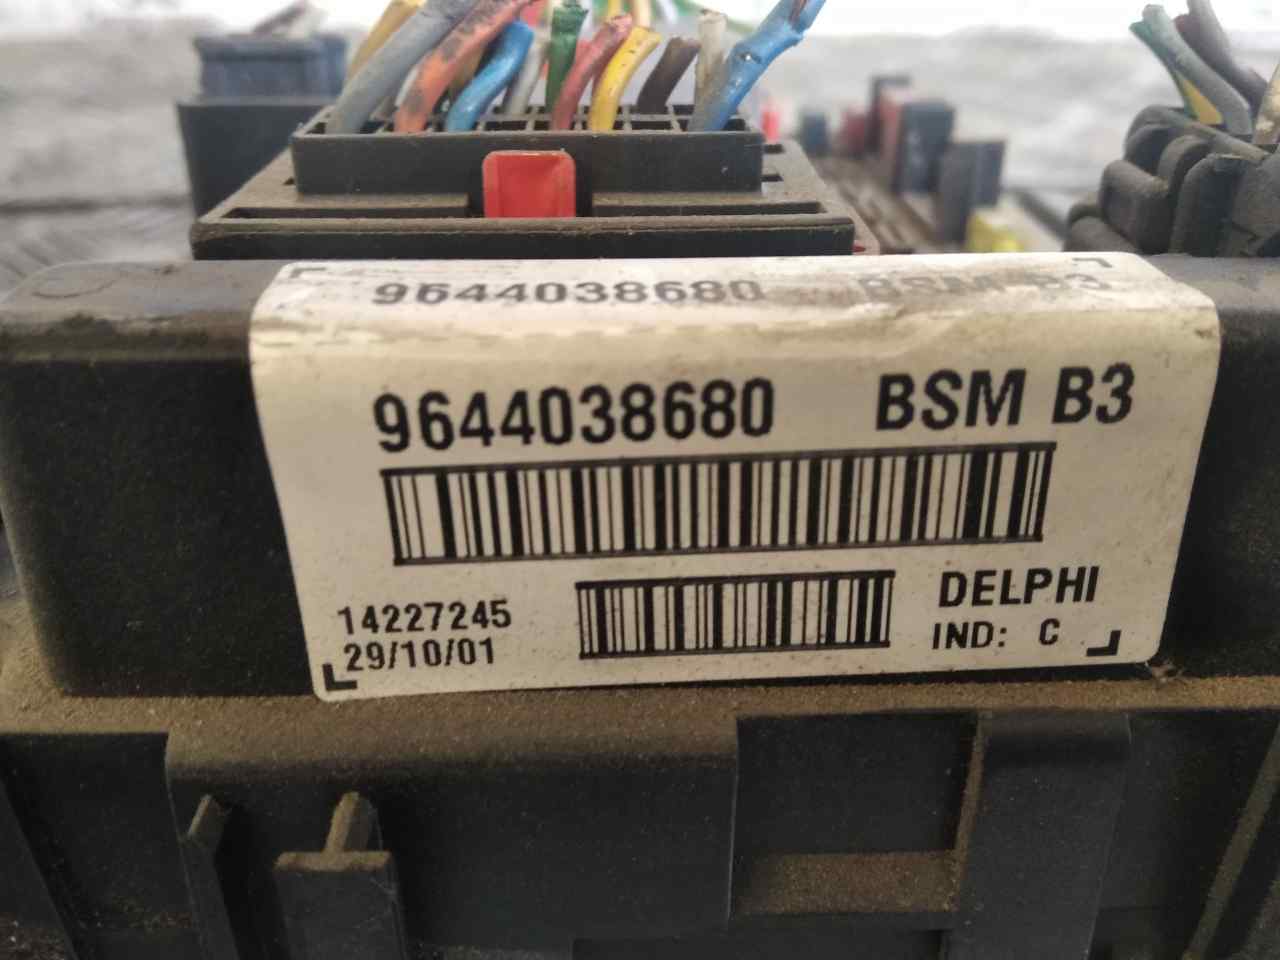 9644038680 BSM B3
9644038680 BSM B3
14227245
29/10/01
DELPHI
IND: C